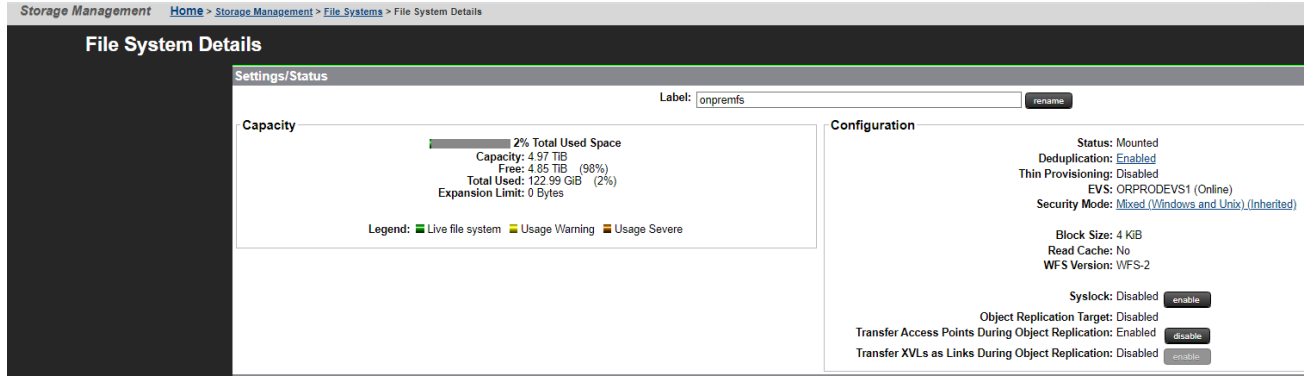 Storage Management Home > Storage Management > File Systems > File System Details
File System Details
Settings/Status
Label: onpremfs rename
Capacity
2% Total Used Space
Capacity: 4.97 TiB
Free: 4.85 TiB (98%)
Total Used: 122.99 GiB (2%)
Expansion Limit: 0 Bytes
Legend: Live file system Usage Warning Usage Severe
Configuration
Status: Mounted
Deduplication: Enabled
Thin Provisioning: Disabled
EVS: ORPRODEVS1 (Online)
Security Mode: Mixed (Windows and Unix) (Inherited)
Block Size: 4 KiB
Read Cache: No
WFS Version: WFS-2
Syslock: Disabled enable
Object Replication Target: Disabled
Transfer Access Points During Object Replication: Enabled disable
Transfer XVLs as Links During Object Replication: Disabled enable